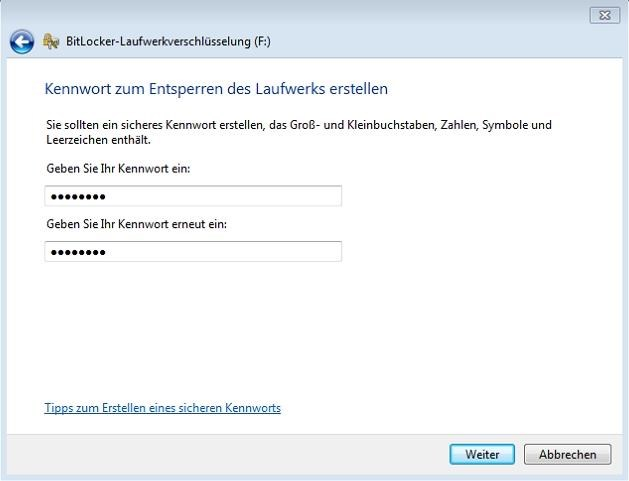 BitLocker-Laufwerkverschlüsselung (F:)
Kennwort zum Entsperren des Laufwerks erstellen
Sie sollten ein sicheres Kennwort erstellen, das Groß- und Kleinbuchstaben, Zahlen, Symbole und
Leerzeichen enthält.
Geben Sie Ihr Kennwort ein:
●●●●●●●●
Geben Sie Ihr Kennwort erneut ein:
●●●●●●●●
Tipps zum Erstellen eines sicheren Kennworts
Weiter Abbrechen